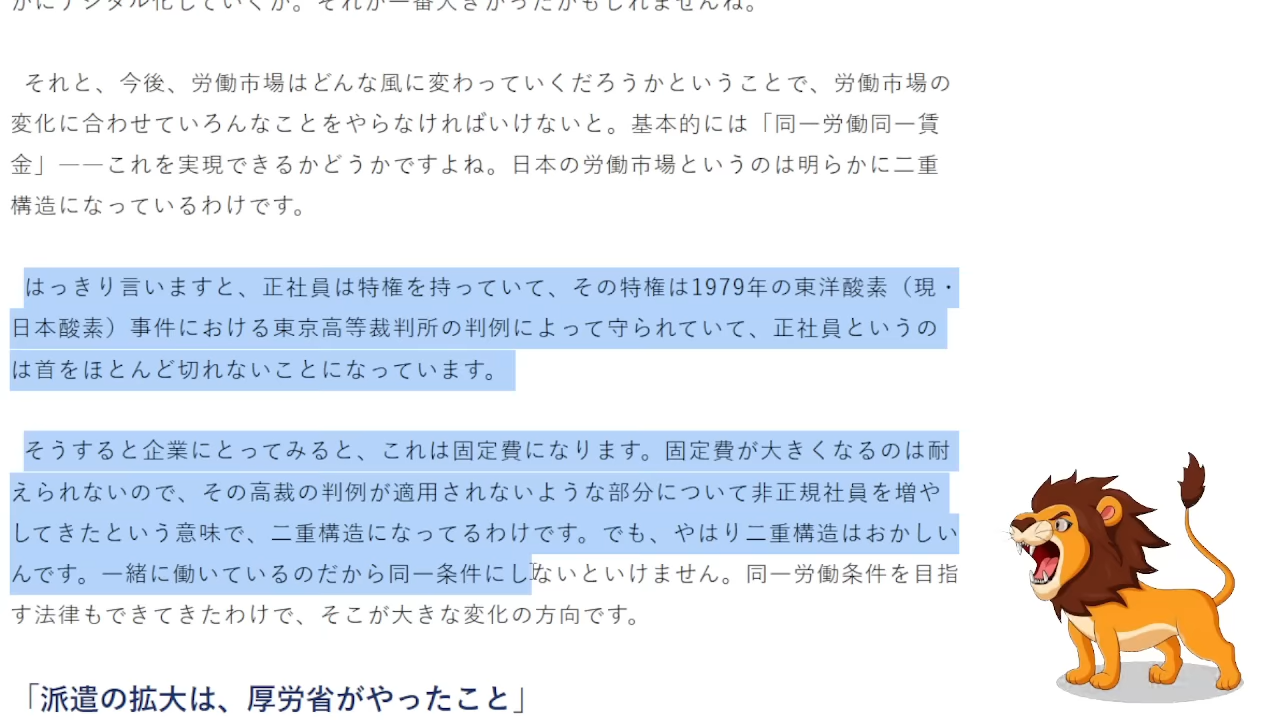 かにデジタル化していくか。それが一番大きかったかもしれませんね。
それと、今後、労働市場はどんな風に変わっていくだろうかということで、労働市場の
変化に合わせていろんなことをやらなければいけないと。基本的には「同一労働同一賃
金」——これを実現できるかどうかですよね。日本の労働市場というのは明らかに二重
構造になっているわけです。
はっきり言いますと、正社員は特権を持っていて、その特権は1979年の東洋酸素（現・
日本酸素）事件における東京高等裁判所の判例によって守られていて、正社員というの
は首をほとんど切れないことになっています。
そうすると企業にとってみると、これは固定費になります。固定費が大きくなるのは耐
えられないので、その高裁の判例が適用されないような部分について非正規社員を増や
してきたという意味で、二重構造になってるわけです。でも、やはり二重構造はおかしい
んです。一緒に働いているのだから同一条件にしないといけません。同一労働条件を目指
す法律もできてきたわけで、そこが大きな変化の方向です。
「派遣の拡大は、厚労省がやったこと」